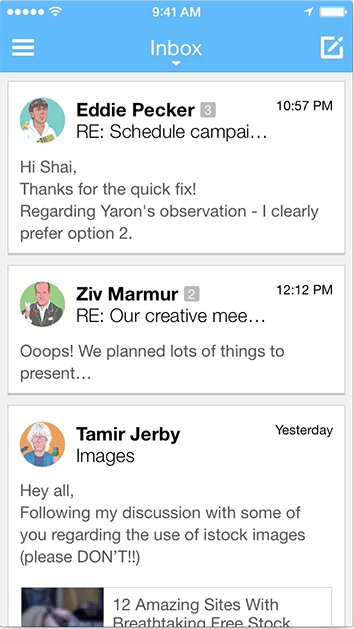 9:41 AM
Inbox
Eddie Pecker 3 10:57 PM
RE: Schedule campai...
Hi Shai,
Thanks for the quick fix!
Regarding Yaron's observation - I clearly
prefer option 2.
Ziv Marmur 2 12:12 PM
RE: Our creative mee...
Ooops! We planned lots of things to
present...
Tamir Jerby Yesterday
Images
Hey all,
Following my discussion with some of
you regarding the use of istock images
(please DON'T!!)
12 Amazing Sites With
Breathtaking Free Stock